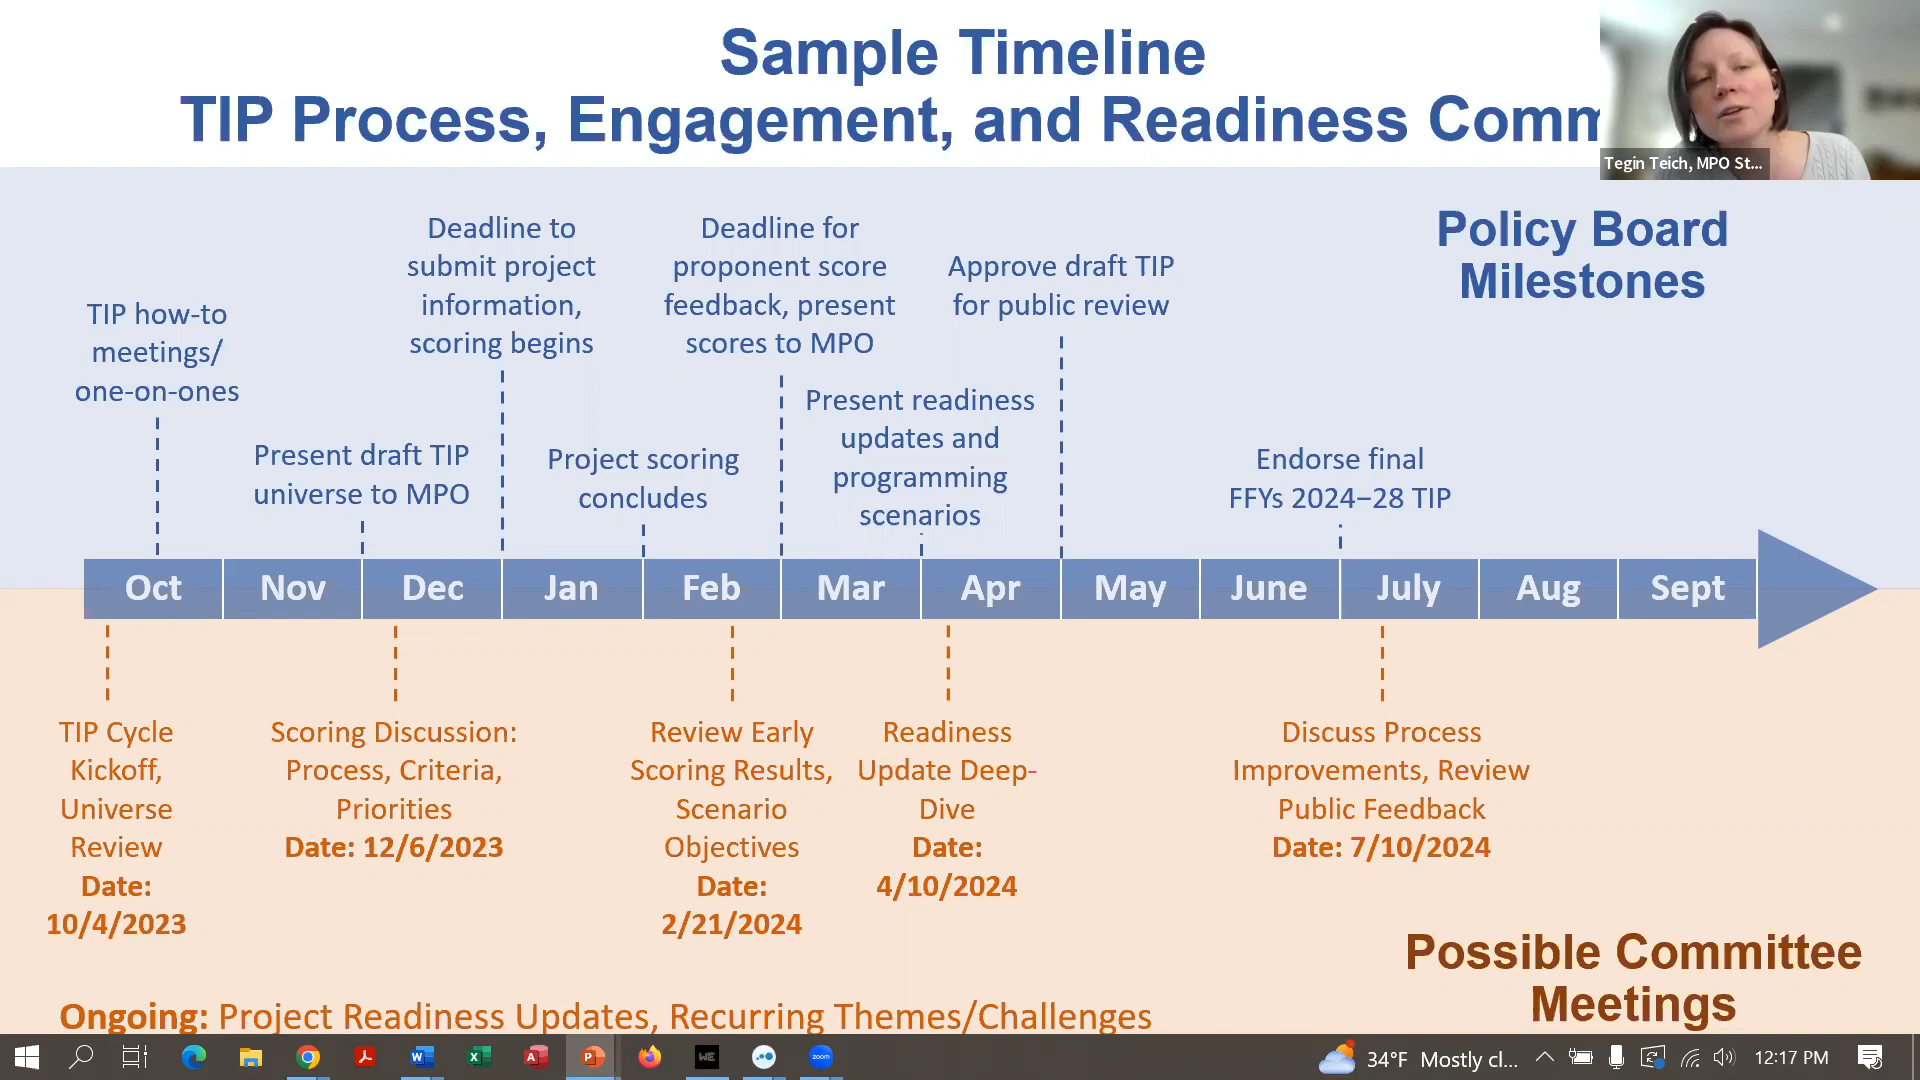 Sample Timeline
TIP Process, Engagement, and Readiness Comm
Tegin Teich, MPO St...
Policy Board
Milestones
TIP how-to
meetings/
one-on-ones
Present draft TIP
universe to MPO
Deadline to
submit project
information,
scoring begins
Project scoring
concludes
Deadline for
proponent score
feedback, present
scores to MPO
Present readiness
updates and
programming
scenarios
Approve draft TIP
for public review
Endorse final
FFYs 2024–28 TIP
Oct Nov Dec Jan Feb Mar Apr May June July Aug Sept
TIP Cycle
Kickoff,
Universe
Review
Date:
10/4/2023
Scoring Discussion:
Process, Criteria,
Priorities
Date: 12/6/2023
Review Early
Scoring Results,
Scenario
Objectives
Date:
2/21/2024
Readiness
Update Deep-
Dive
Date:
4/10/2024
Discuss Process
Improvements, Review
Public Feedback
Date: 7/10/2024
Possible Committee
Meetings
Ongoing: Project Readiness Updates, Recurring Themes/Challenges
34°F Mostly cl...
12:17 PM